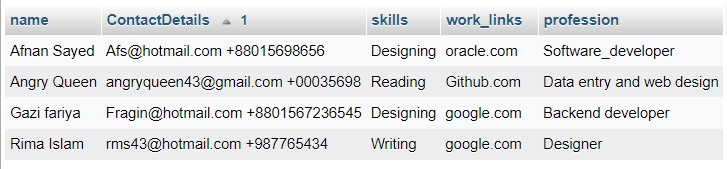 name ContactDetails 1 skills work_links profession
Afnan Sayed Afs@hotmail.com +88015698656 Designing oracle.com Software_developer
Angry Queen angryqueen43@gmail.com +00035698 Reading Github.com Data entry and web design
Gazi fariya Fragin@hotmail.com +8801567236545 Designing google.com Backend developer
Rima Islam rms43@hotmail.com +987765434 Writing google.com Designer